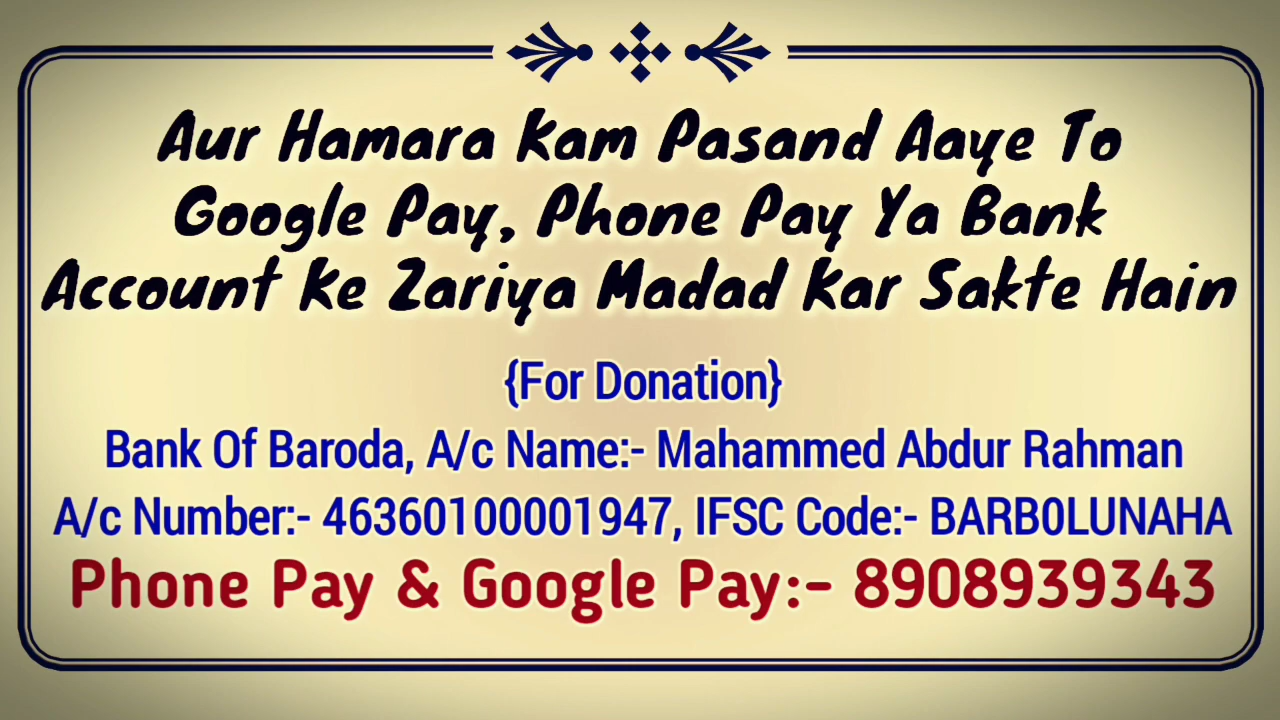 Aur Hamara Kam Pasand Aaye To
Google Pay, Phone Pay Ya Bank
Account Ke Zariya Madad Kar Sakte Hain
{For Donation}
Bank Of Baroda, A/c Name:- Mahammed Abdur Rahman
A/c Number:- 46360100001947, IFSC Code:- BARB0LUNAHA
Phone Pay & Google Pay:- 8908939343